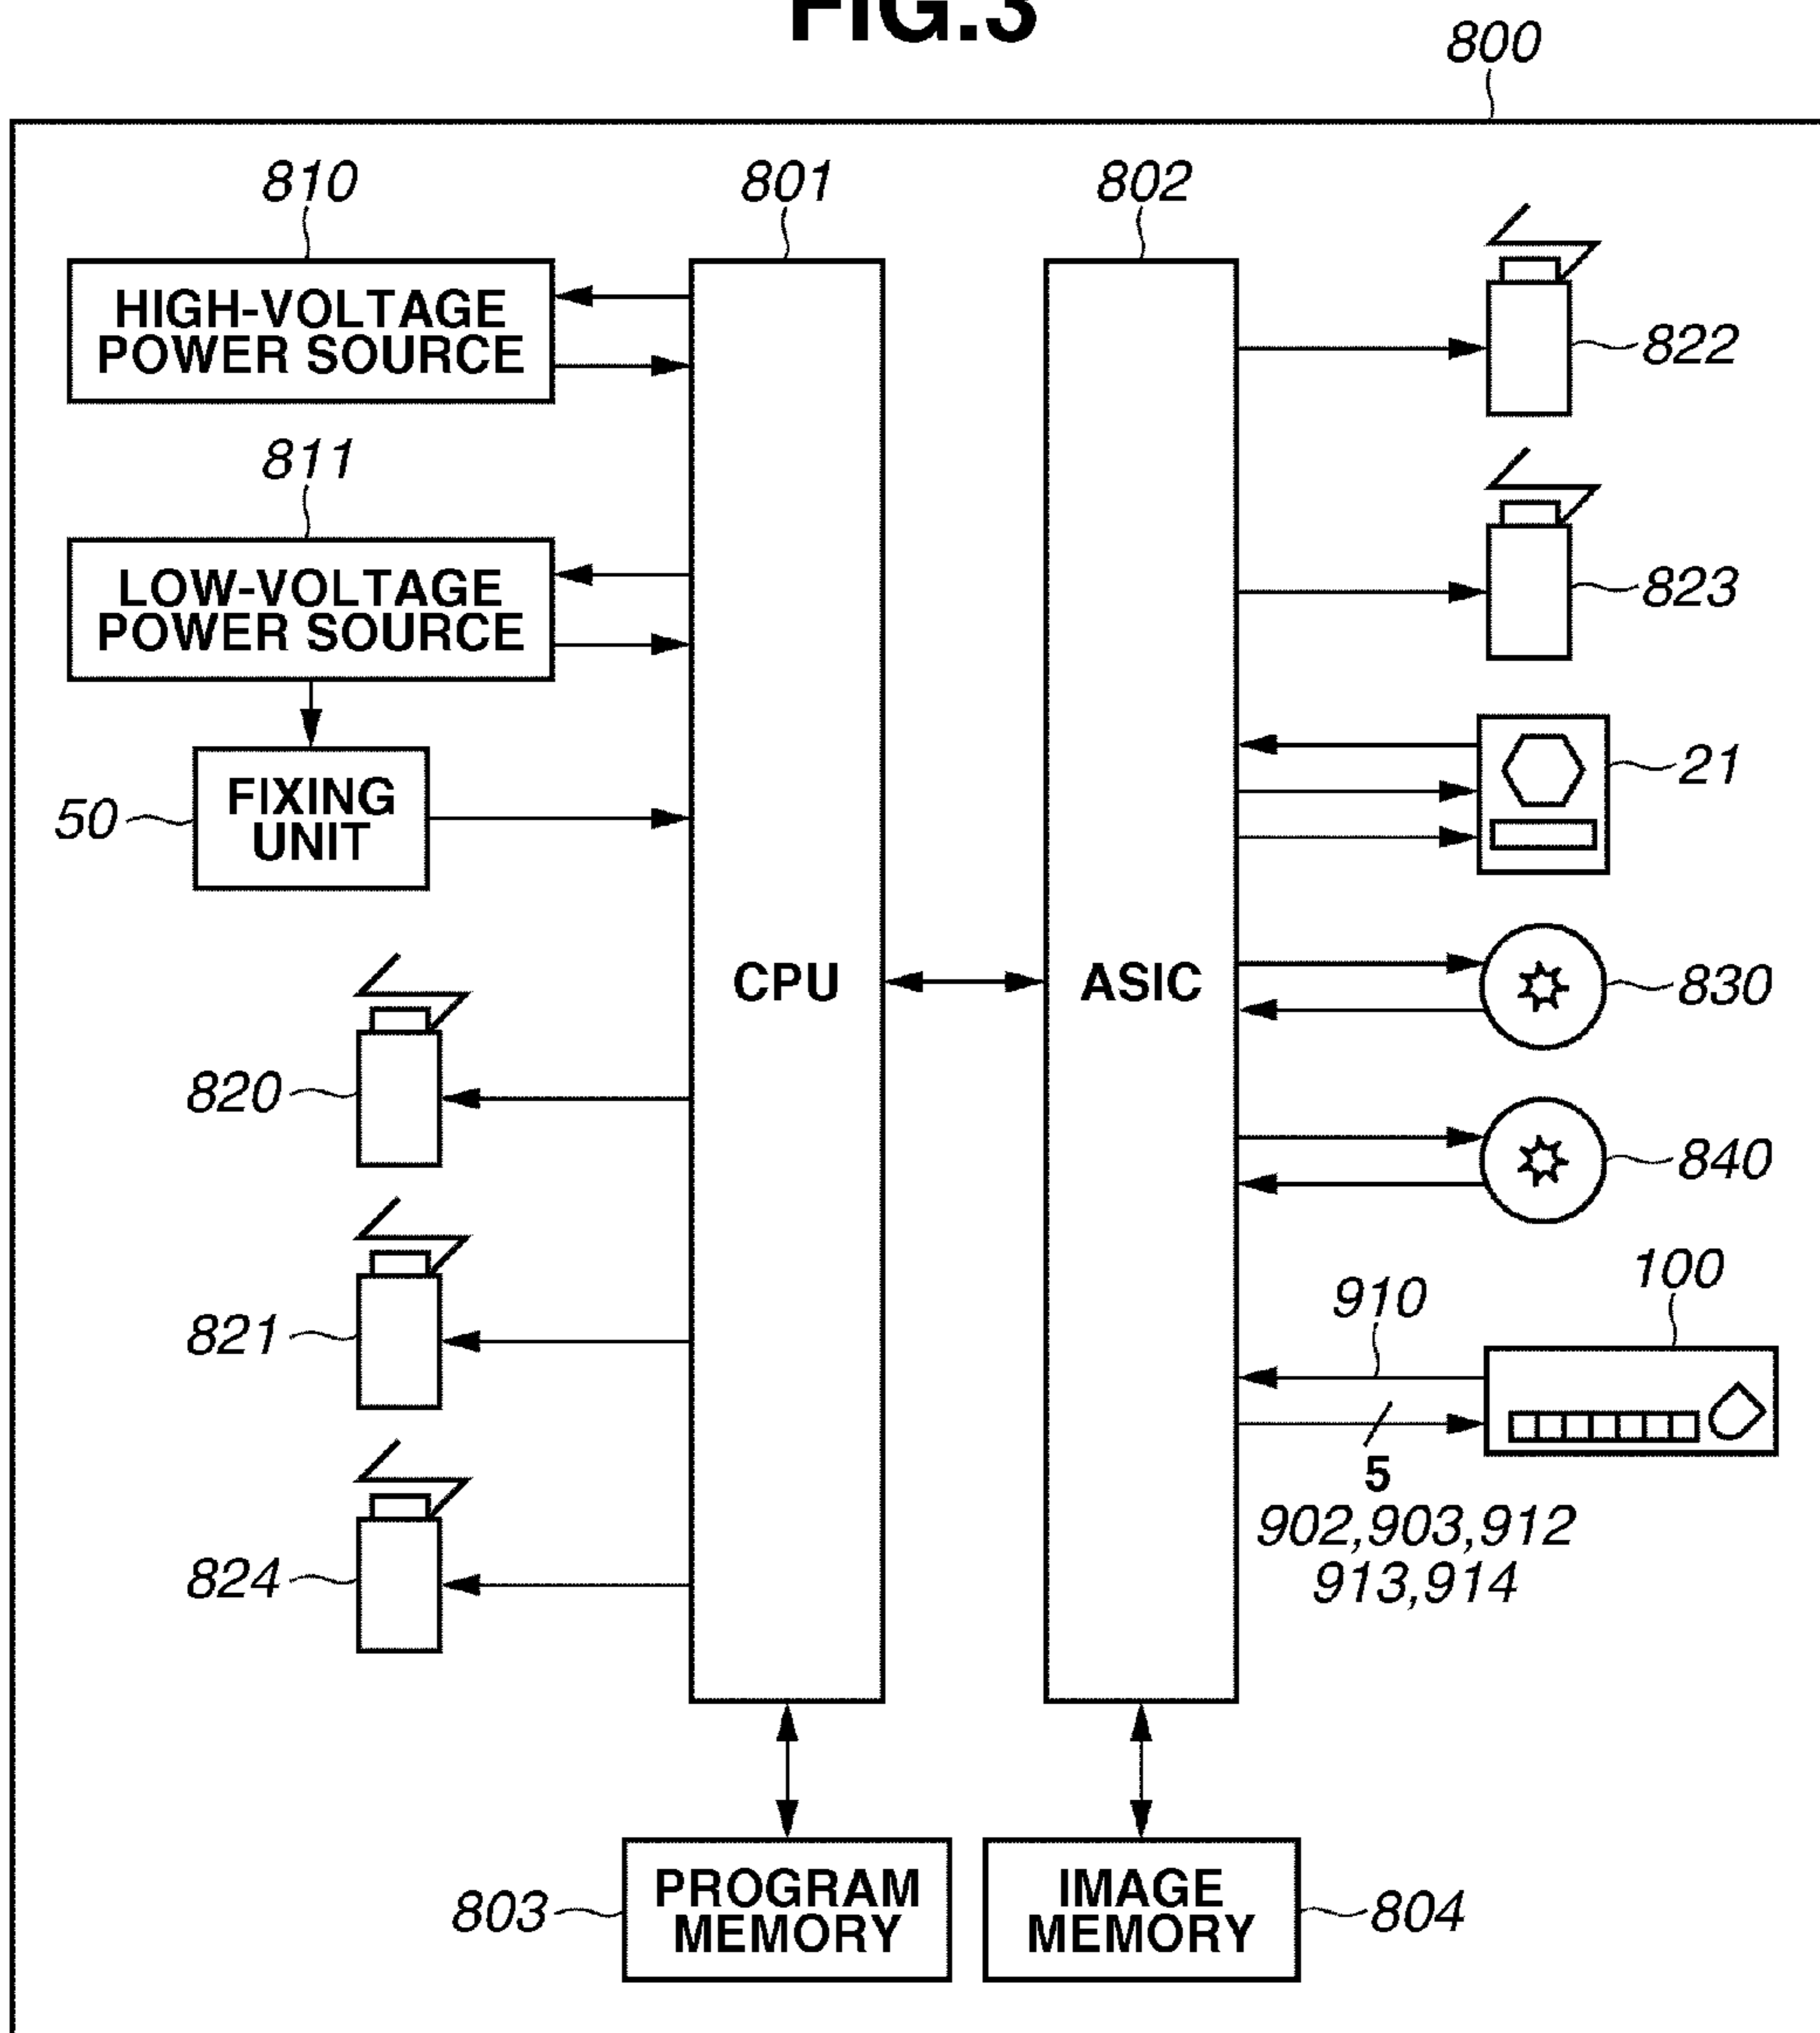 FIG.3
800
810
801
802
HIGH-VOLTAGE
POWER SOURCE
822
811
LOW-VOLTAGE
POWER SOURCE
823
21
50
FIXING
UNIT
CPU
ASIC
830
820
840
821
910
100
5
902,903,912
913,914
824
803
PROGRAM
MEMORY
IMAGE
MEMORY
804